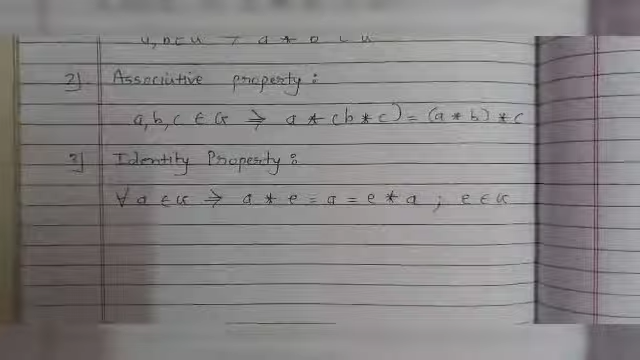 2) Associative property :
a, b, c ∈ G ⇒ a * (b * c) = (a * b) * c
3) Identity Property :
∀ a ∈ G ⇒ a * e = a = e * a ; e ∈ G